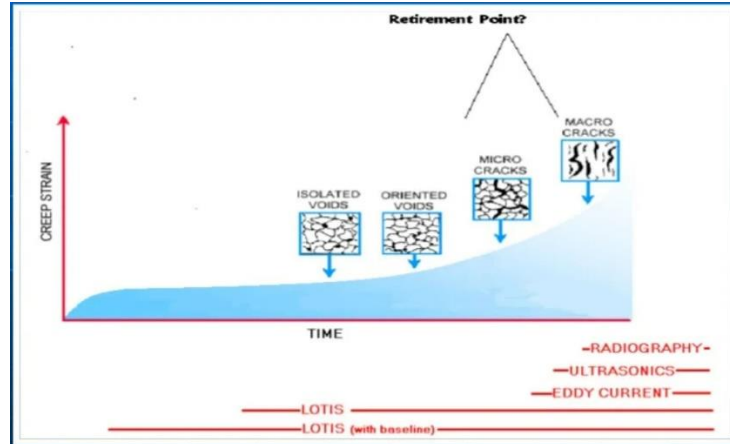 Retirement Point?
MACRO
CRACKS
MICRO
CRACKS
ISOLATED
VOIDS
ORIENTED
VOIDS
CREEP STRAIN
TIME
RADIOGRAPHY
ULTRASONICS
EDDY CURRENT
LOTIS
LOTIS (with baseline)